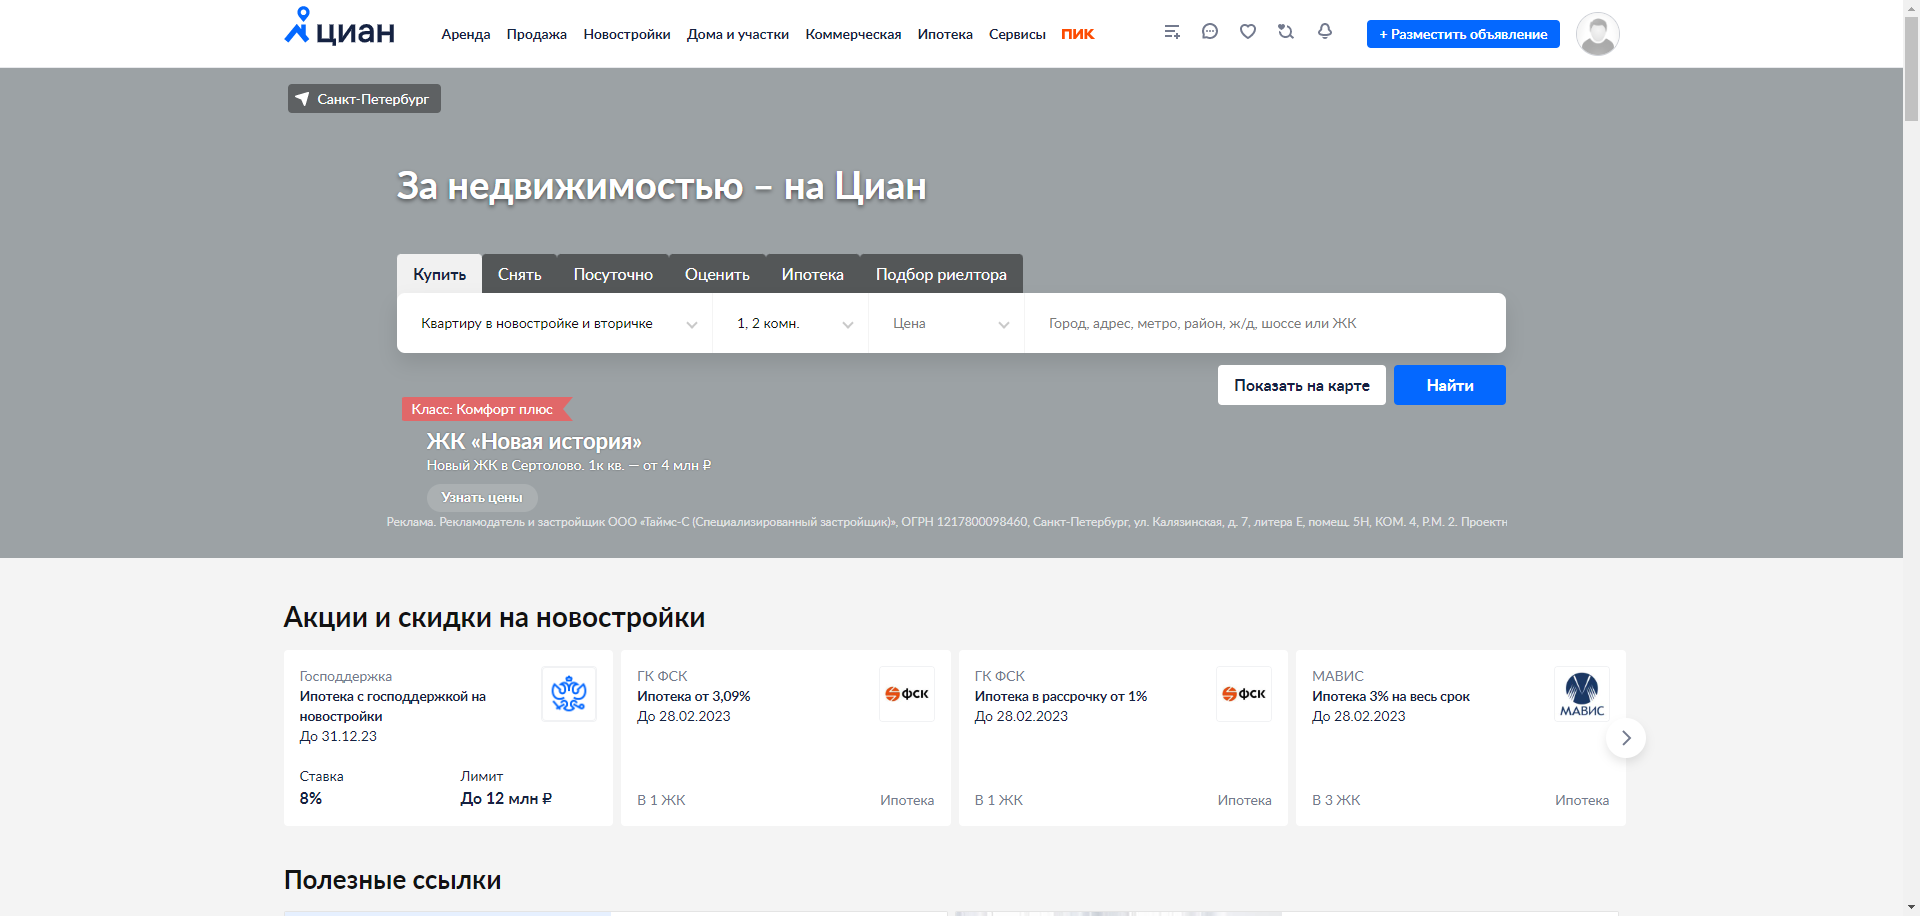 циан
Аренда Продажа Новостройки Дома и участки Коммерческая Ипотека Сервисы ПИК
+ Разместить объявление
Санкт-Петербург
За недвижимостью – на Циан
Купить Снять Посуточно Оценить Ипотека Подбор риелтора
Квартиру в новостройке и вторичке 1, 2 комн. Цена Город, адрес, метро, район, ж/д, шоссе или ЖК
Показать на карте Найти
Класс: Комфорт плюс
ЖК «Новая история»
Новый ЖК в Сертолово. 1к кв. — от 4 млн ₽
Узнать цены
Реклама. Рекламодатель и застройщик ООО «Таймс-С (Специализированный застройщик)», ОГРН 1217800098460, Санкт-Петербург, ул. Калязинская, д. 7, литера Е, помещ. 5Н, КОМ. 4, Р.М. 2. Проектн
Акции и скидки на новостройки
Господдержка
Ипотека с господдержкой на
новостройки
До 31.12.23
Ставка Лимит
8% До 12 млн ₽
ГК ФСК
Ипотека от 3,09%
До 28.02.2023
ФСК
В 1 ЖК Ипотека
ГК ФСК
Ипотека в рассрочку от 1%
До 28.02.2023
ФСК
В 1 ЖК Ипотека
МАВИС
Ипотека 3% на весь срок
До 28.02.2023
МАВИС
В 3 ЖК Ипотека
Полезные ссылки